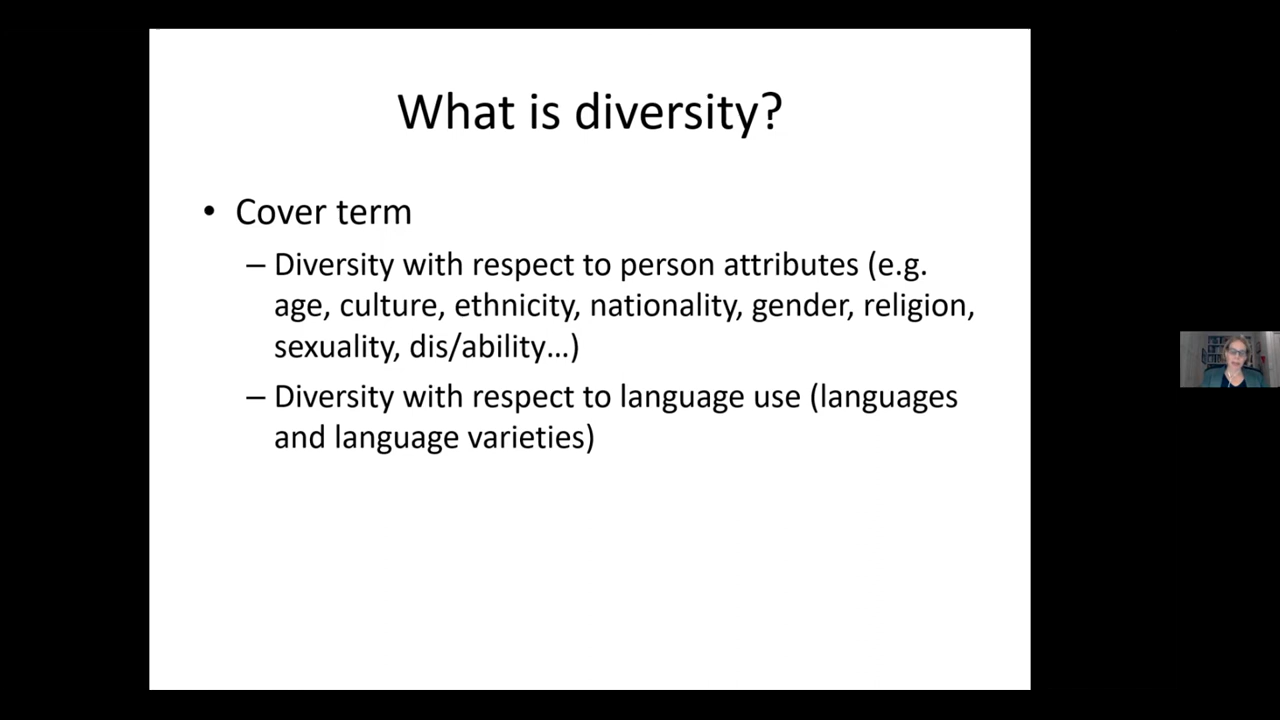 What is diversity?
• Cover term
– Diversity with respect to person attributes (e.g.
age, culture, ethnicity, nationality, gender, religion,
sexuality, dis/ability…)
– Diversity with respect to language use (languages
and language varieties)